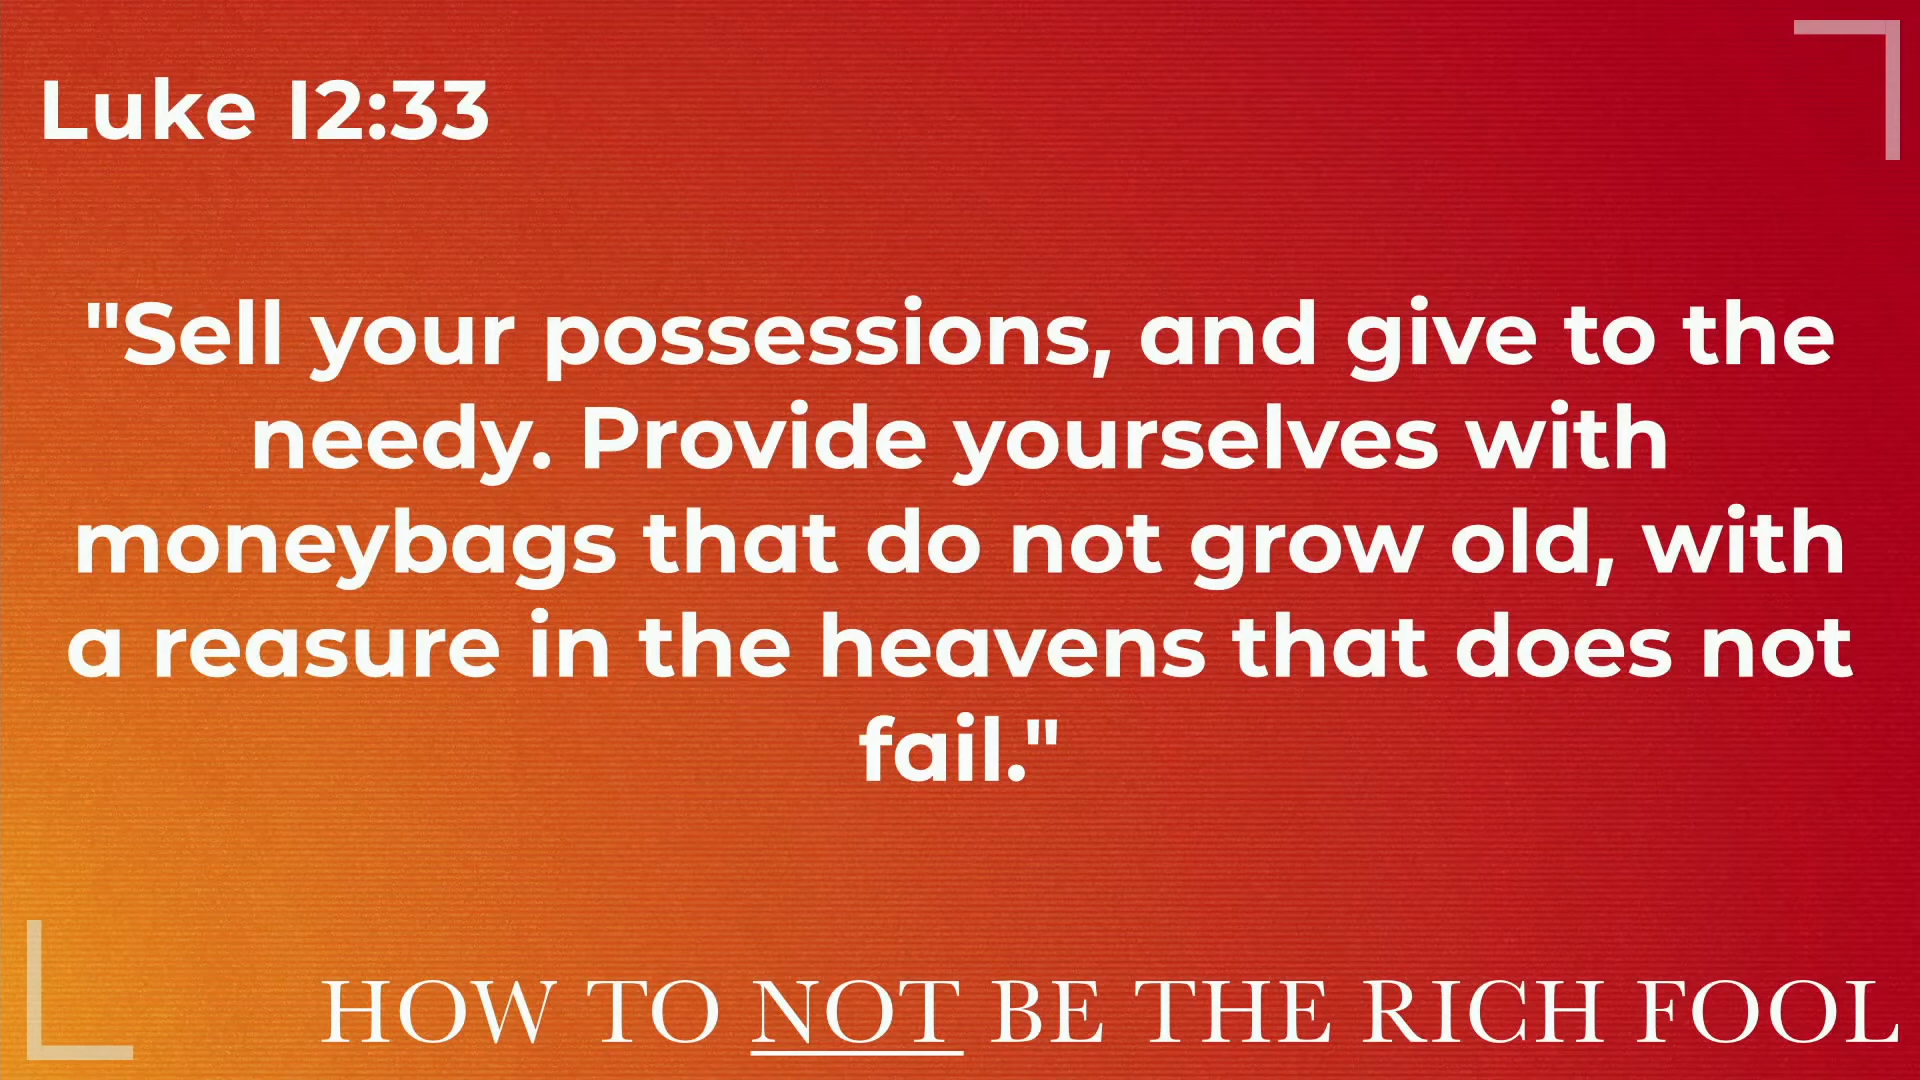 Luke I2:33
"Sell your possessions, and give to the
needy. Provide yourselves with
moneybags that do not grow old, with
a reasure in the heavens that does not
fail."
HOW TO NOT BE THE RICH FOOL